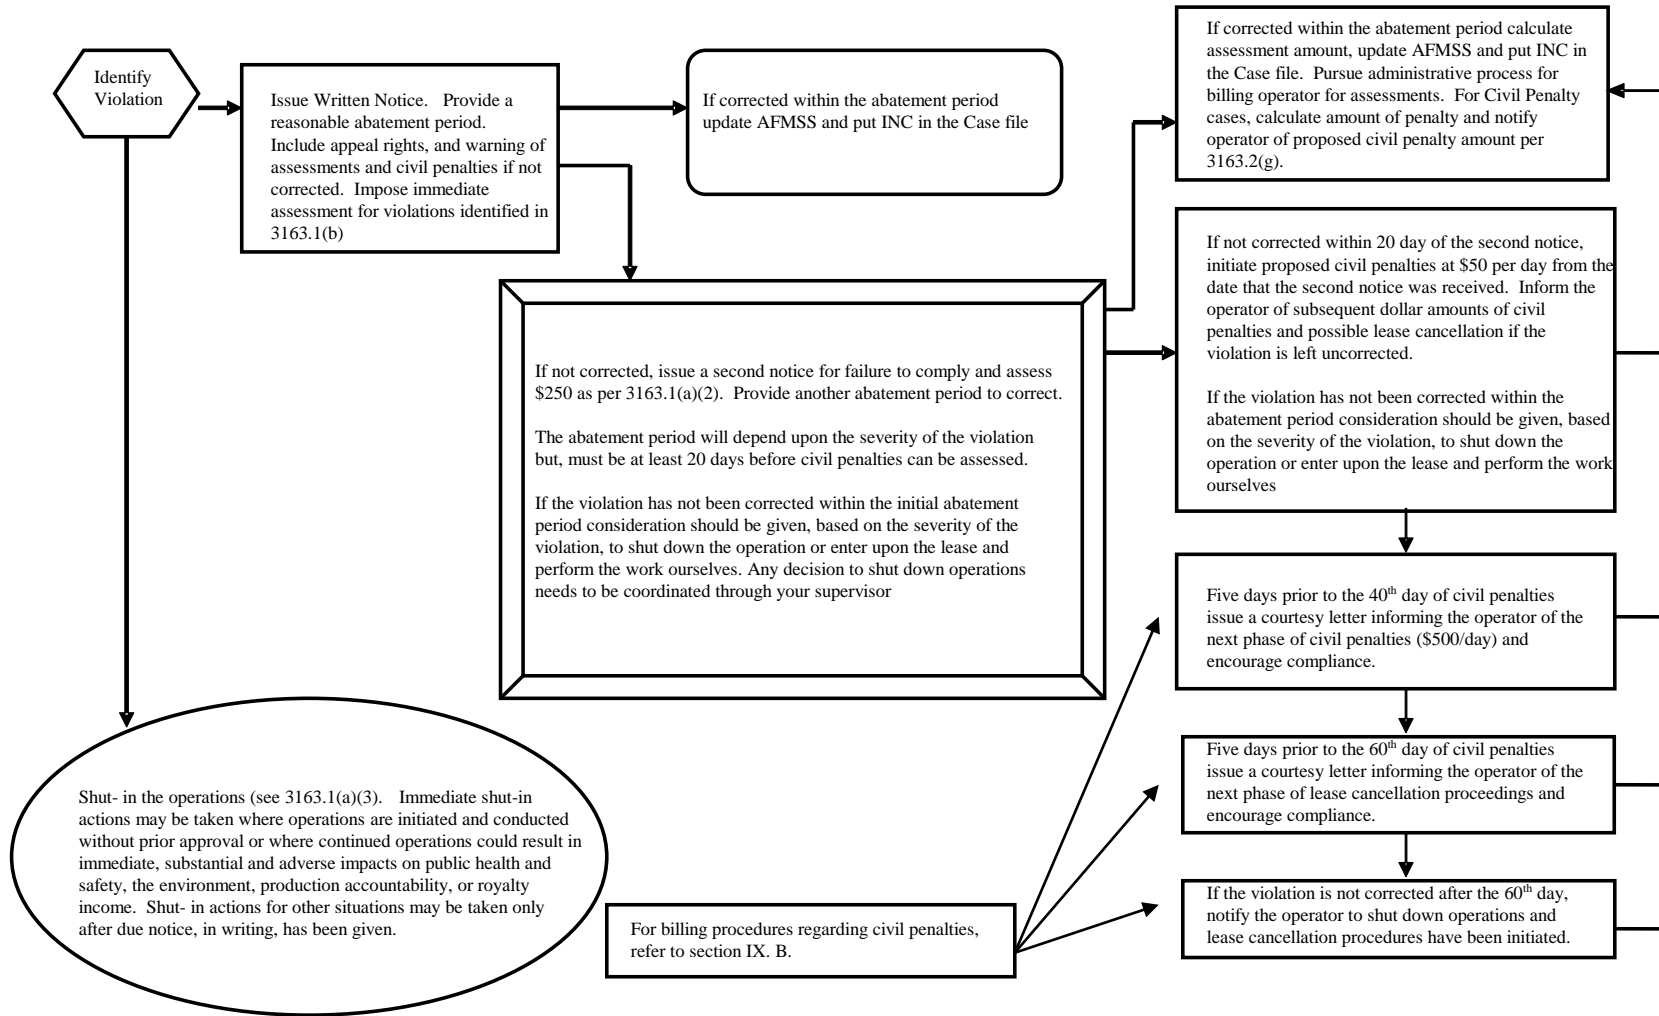 Identify
Violation
Issue Written Notice.   Provide a
reasonable abatement period.
Include appeal rights, and warning of
assessments and civil penalties if not
corrected.  Impose immediate
assessment for violations identified in
3163.1(b)
If corrected within the abatement period
update AFMSS and put INC in the Case file
If corrected within the abatement period calculate
assessment amount, update AFMSS and put INC in
the Case file.  Pursue administrative process for
billing operator for assessments.  For Civil Penalty
cases, calculate amount of penalty and notify
operator of proposed civil penalty amount per
3163.2(g).
If not corrected, issue a second notice for failure to comply and assess
$250 as per 3163.1(a)(2).  Provide another abatement period to correct.
The abatement period will depend upon the severity of the violation
but, must be at least 20 days before civil penalties can be assessed.
If the violation has not been corrected within the initial abatement
period consideration should be given, based on the severity of the
violation, to shut down the operation or enter upon the lease and
perform the work ourselves. Any decision to shut down operations
needs to be coordinated through your supervisor
If not corrected within 20 day of the second notice,
initiate proposed civil penalties at $50 per day from the
date that the second notice was received.  Inform the
operator of subsequent dollar amounts of civil
penalties and possible lease cancellation if the
violation is left uncorrected.
If the violation has not been corrected within the
abatement period consideration should be given, based
on the severity of the violation, to shut down the
operation or enter upon the lease and perform the work
ourselves
Five days prior to the 40th day of civil penalties
issue a courtesy letter informing the operator of the
next phase of civil penalties ($500/day) and
encourage compliance.
Five days prior to the 60th day of civil penalties
issue a courtesy letter informing the operator of the
next phase of lease cancellation proceedings and
encourage compliance.
If the violation is not corrected after the 60th day,
notify the operator to shut down operations and
lease cancellation procedures have been initiated.
Shut- in the operations (see 3163.1(a)(3).   Immediate shut-in
actions may be taken where operations are initiated and conducted
without prior approval or where continued operations could result in
immediate, substantial and adverse impacts on public health and
safety, the environment, production accountability, or royalty
income.  Shut- in actions for other situations may be taken only
after due notice, in writing, has been given.
For billing procedures regarding civil penalties,
refer to section IX. B.